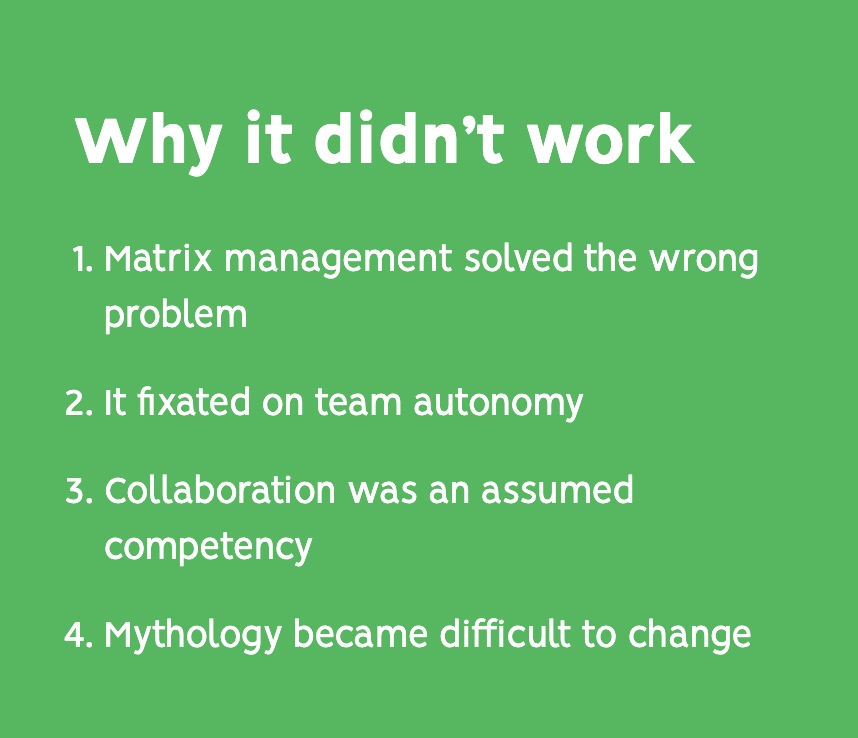 Why it didn’t work
1. Matrix management solved the wrong
problem
2. It fixated on team autonomy
3. Collaboration was an assumed
competency
4. Mythology became difficult to change